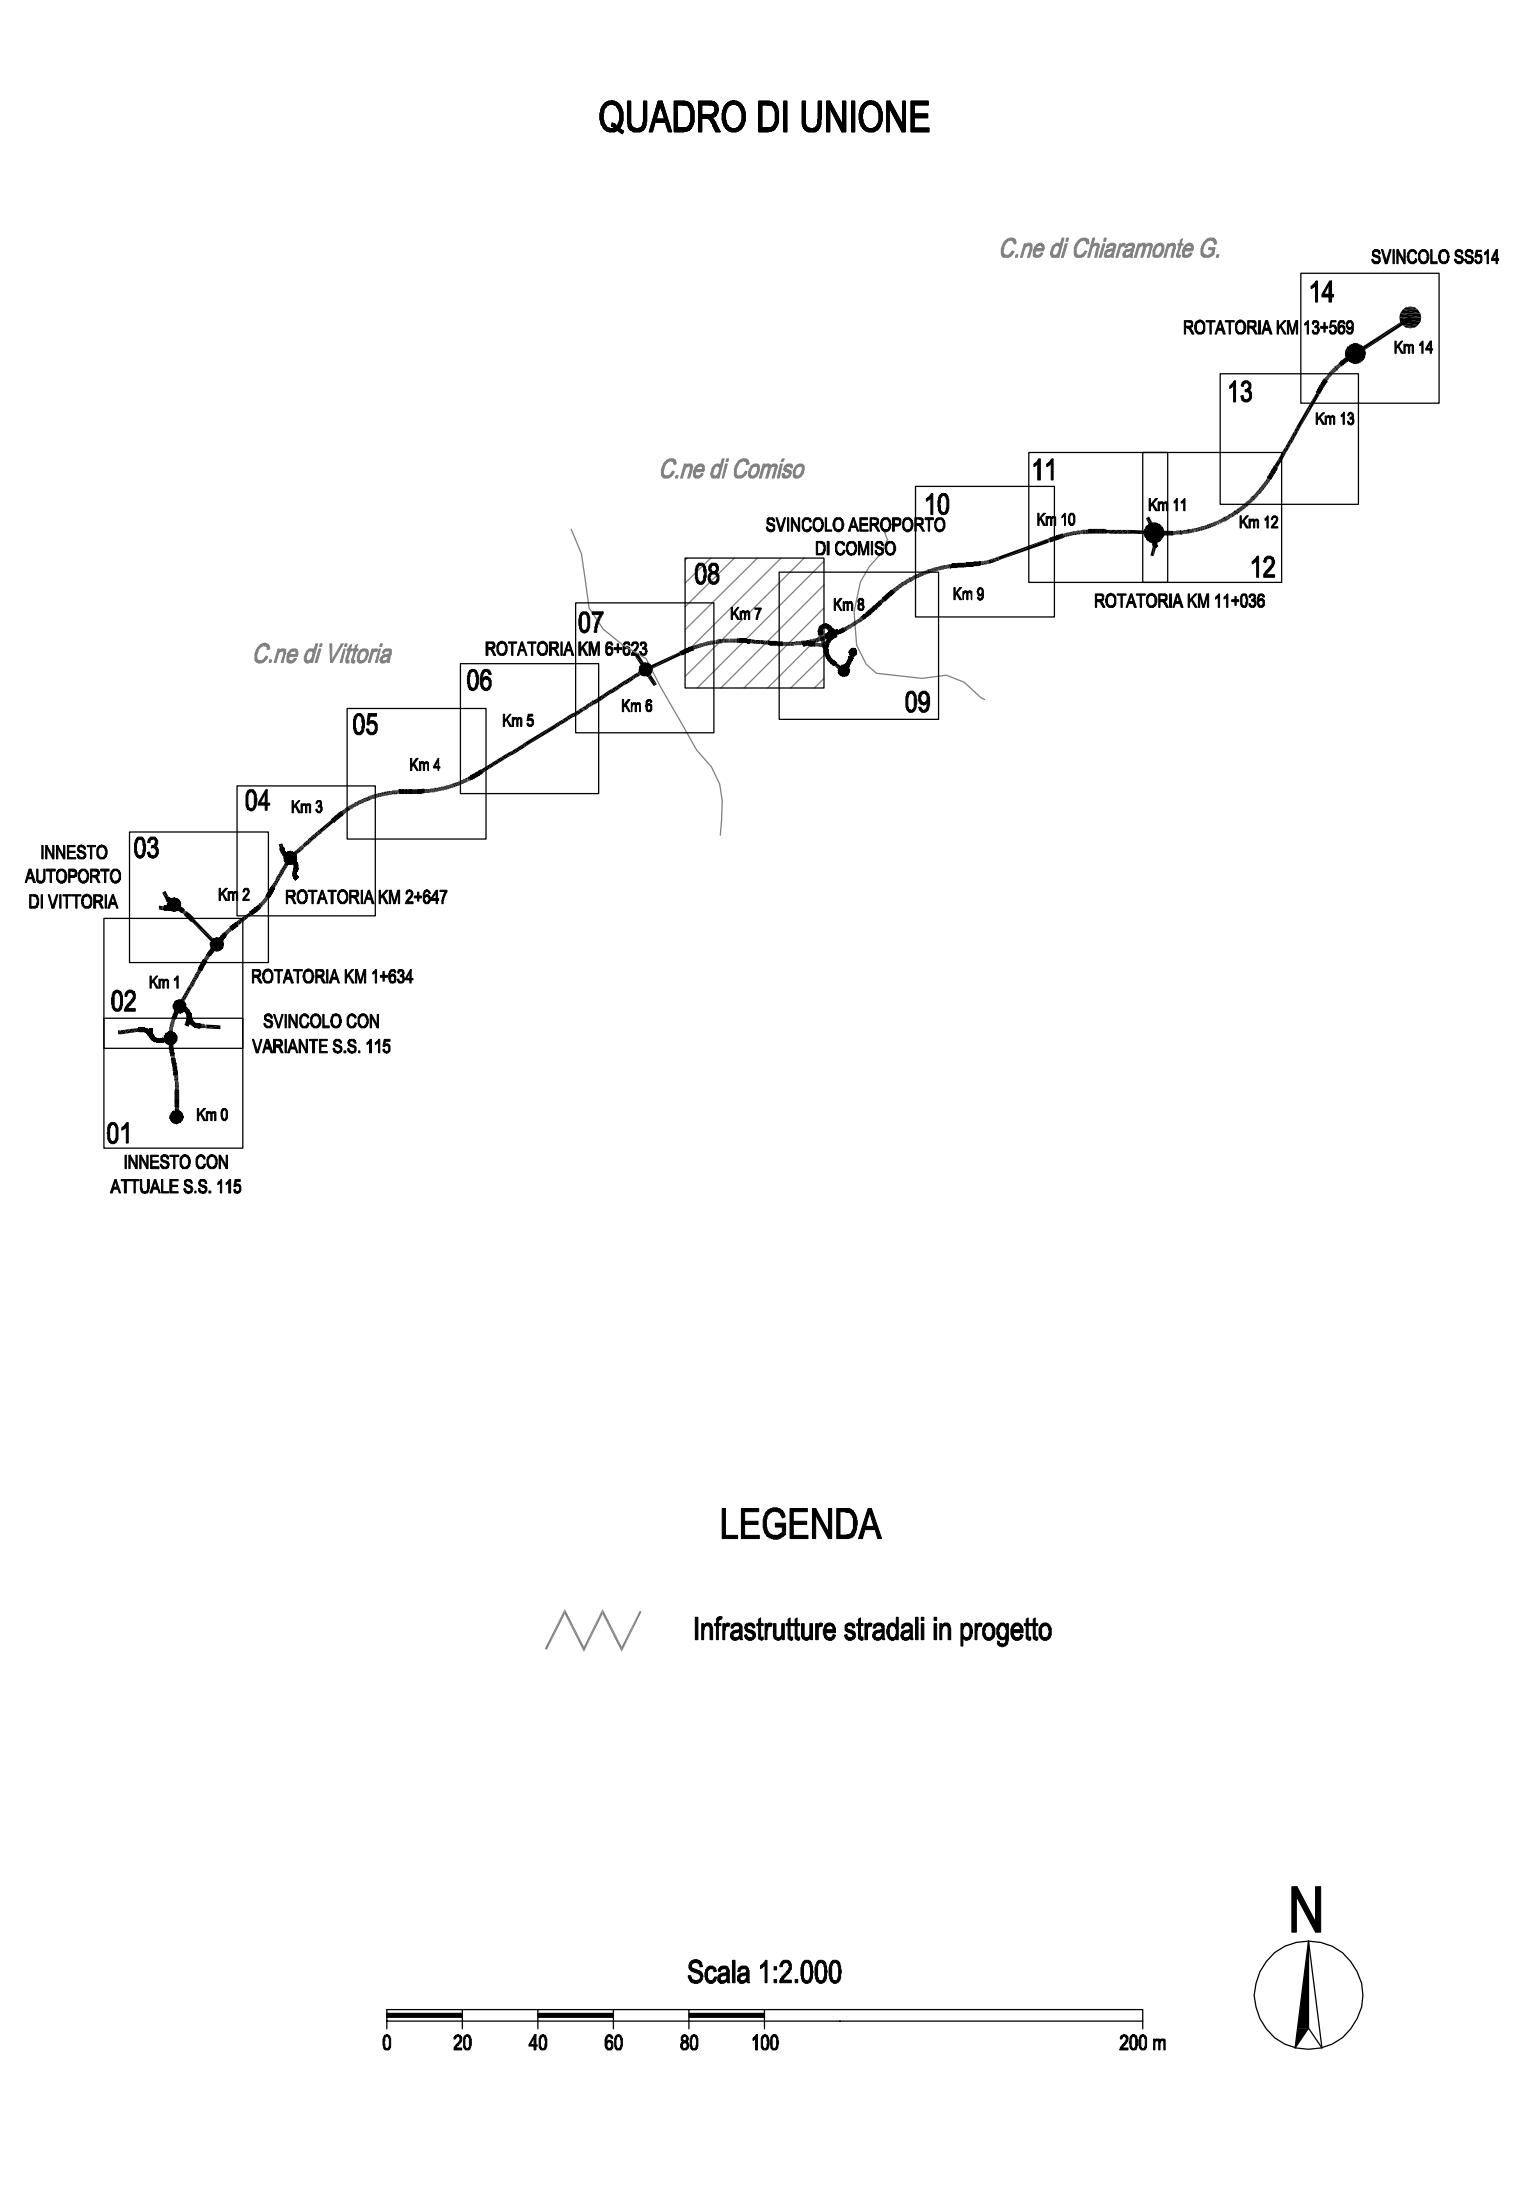 QUADRO DI UNIONE
C.ne di Chiaramonte G.
SVINCOLO SS514
14
ROTATORIA KM 13+569
Km 14
13
Km 13
C.ne di Comiso
11
10
Km 11
Km 10
Km 12
SVINCOLO AEROPORTO
DI COMISO
12
08
Km 9
ROTATORIA KM 11+036
Km 8
Km 7
07
ROTATORIA KM 6+623
C.ne di Vittoria
06
09
Km 6
05
Km 5
Km 4
04
Km 3
03
INNESTO
AUTOPORTO
DI VITTORIA
Km 2
ROTATORIA KM 2+647
ROTATORIA KM 1+634
Km 1
02
SVINCOLO CON
VARIANTE S.S. 115
Km 0
01
INNESTO CON
ATTUALE S.S. 115
LEGENDA
Infrastrutture stradali in progetto
N
Scala 1:2.000
0 20 40 60 80 100 200 m